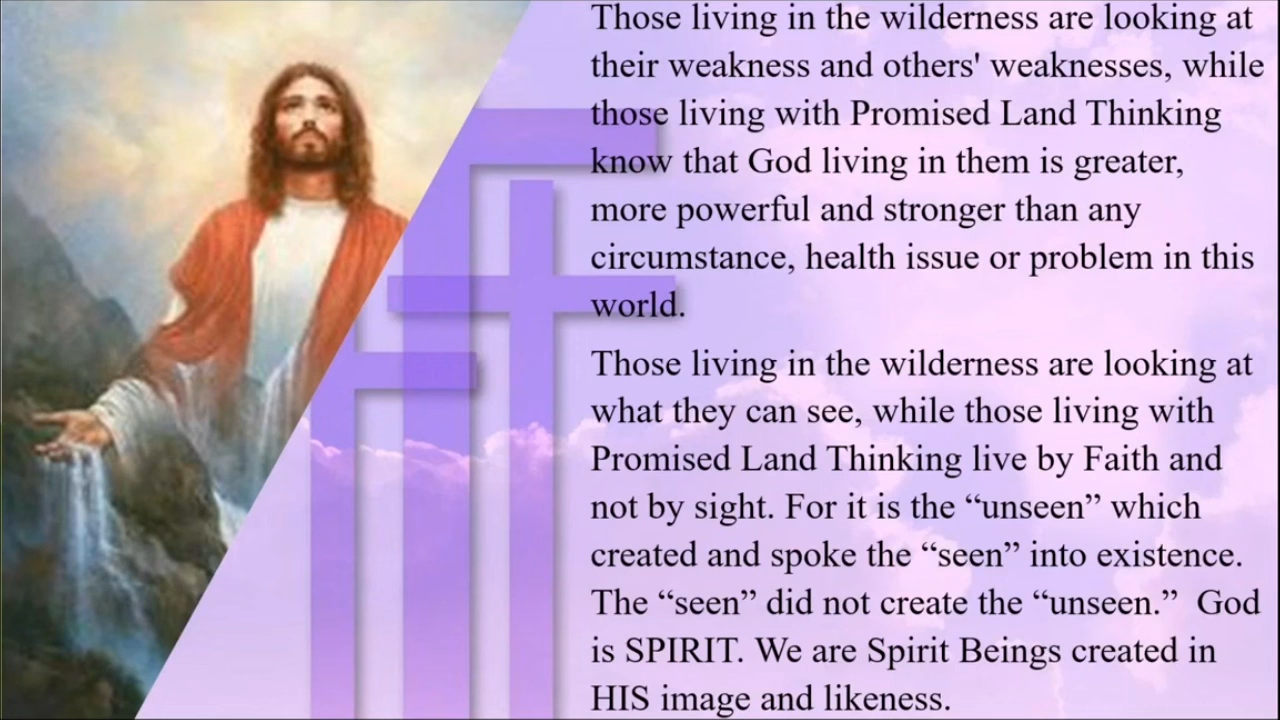 Those living in the wilderness are looking at
their weakness and others' weaknesses, while
those living with Promised Land Thinking
know that God living in them is greater,
more powerful and stronger than any
circumstance, health issue or problem in this
world.
Those living in the wilderness are looking at
what they can see, while those living with
Promised Land Thinking live by Faith and
not by sight. For it is the “unseen” which
created and spoke the “seen” into existence.
The “seen” did not create the “unseen.”  God
is SPIRIT. We are Spirit Beings created in
HIS image and likeness.